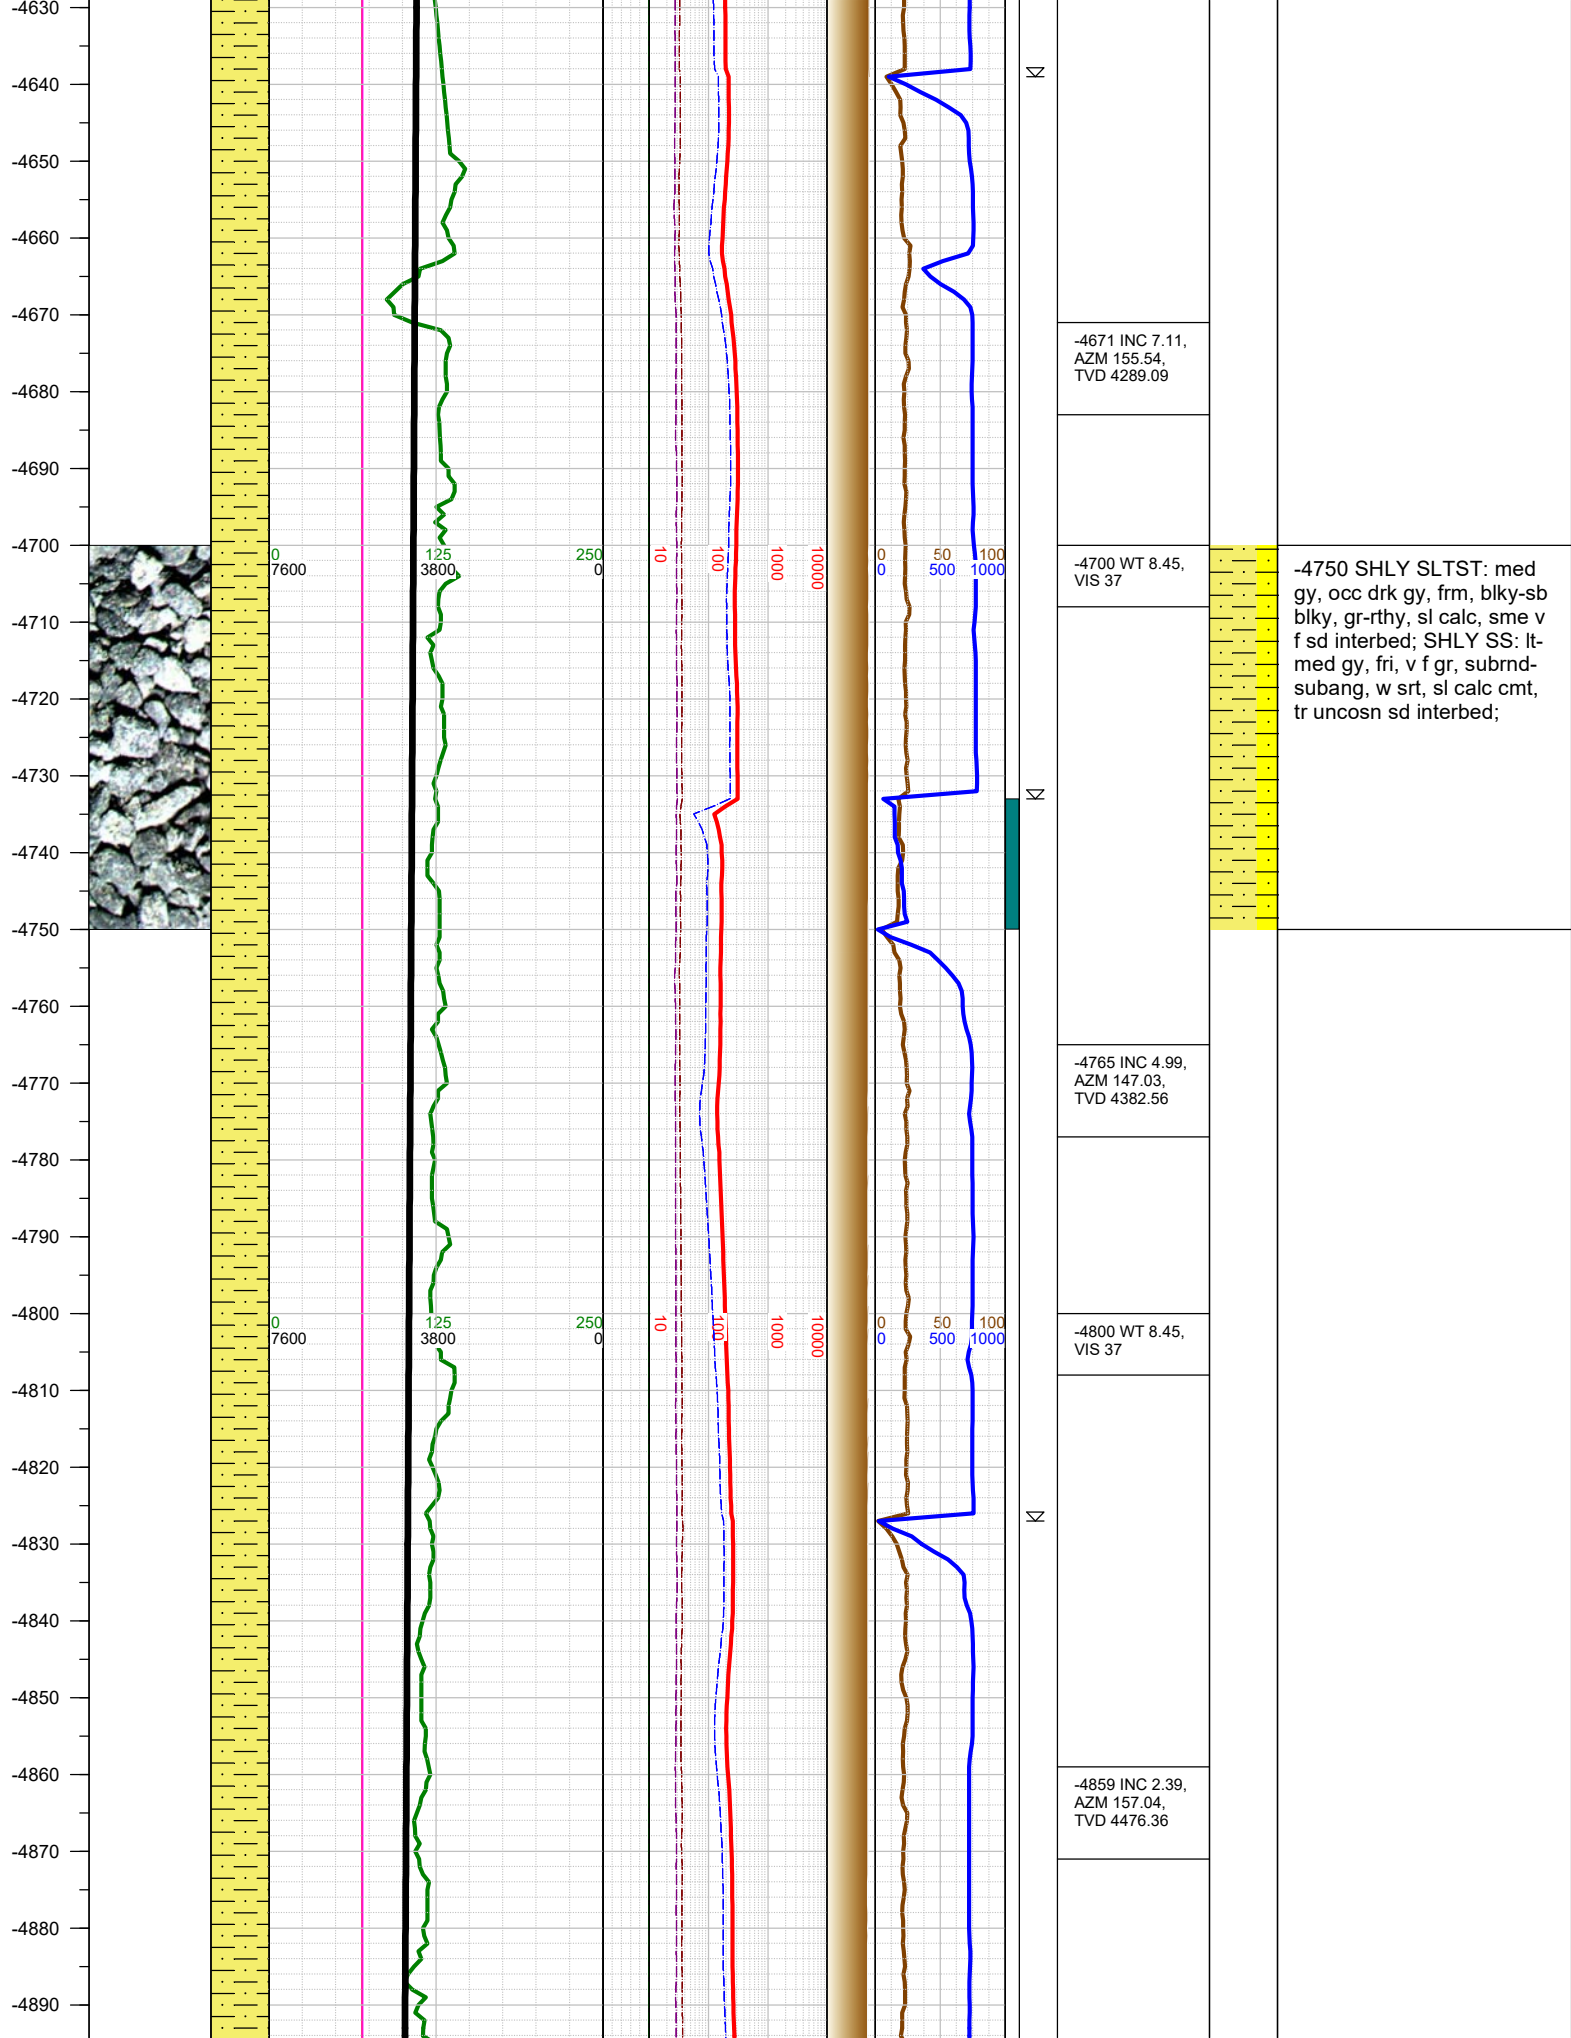 -4630
-4640
-4650
-4660
-4670
-4671 INC 7.11,
AZM 155.54,
TVD 4289.09
-4680
-4690
-4700
0 125 250
7600 3800 0
10 100 1000 10000
0 50 100
0 500 1000
-4700 WT 8.45,
VIS 37
-4750 SHLY SLTST: med
gy, occ drk gy, frm, blky-sb
blky, gr-rthy, sl calc, sme v
f sd interbed; SHLY SS: lt-
med gy, fri, v f gr, subrnd-
subang, w srt, sl calc cmt,
tr uncosn sd interbed;
-4710
-4720
-4730
-4740
-4750
-4760
-4765 INC 4.99,
AZM 147.03,
TVD 4382.56
-4770
-4780
-4790
-4800
0 125 250
7600 3800 0
10 100 1000 10000
0 50 100
0 500 1000
-4800 WT 8.45,
VIS 37
-4810
-4820
-4830
-4840
-4850
-4860
-4859 INC 2.39,
AZM 157.04,
TVD 4476.36
-4870
-4880
-4890